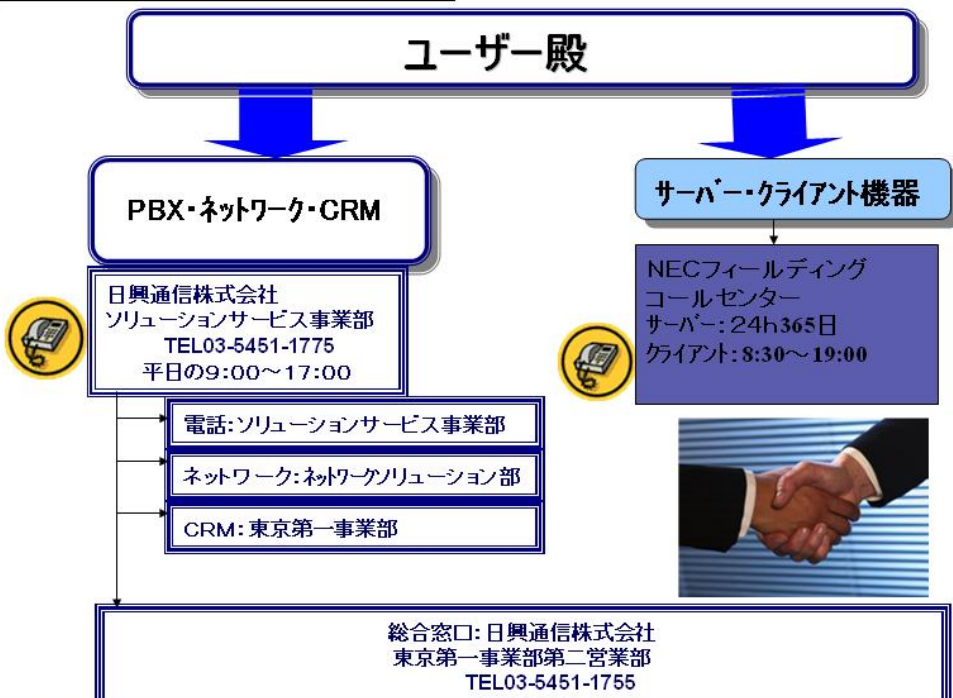 ユーザー殿
PBX・ネットワーク・CRM
日興通信株式会社
ソリューションサービス事業部
TEL03-5451-1775
平日の9:00～17:00
電話:ソリューションサービス事業部
ネットワーク:ネットワークソリューション部
CRM:東京第一事業部
サーバー・クライアント機器
NECフィールディング
コールセンター
サーバー:24h365日
クライアント:8:30～19:00
総合窓口:日興通信株式会社
東京第一事業部第二営業部
TEL03-5451-1755